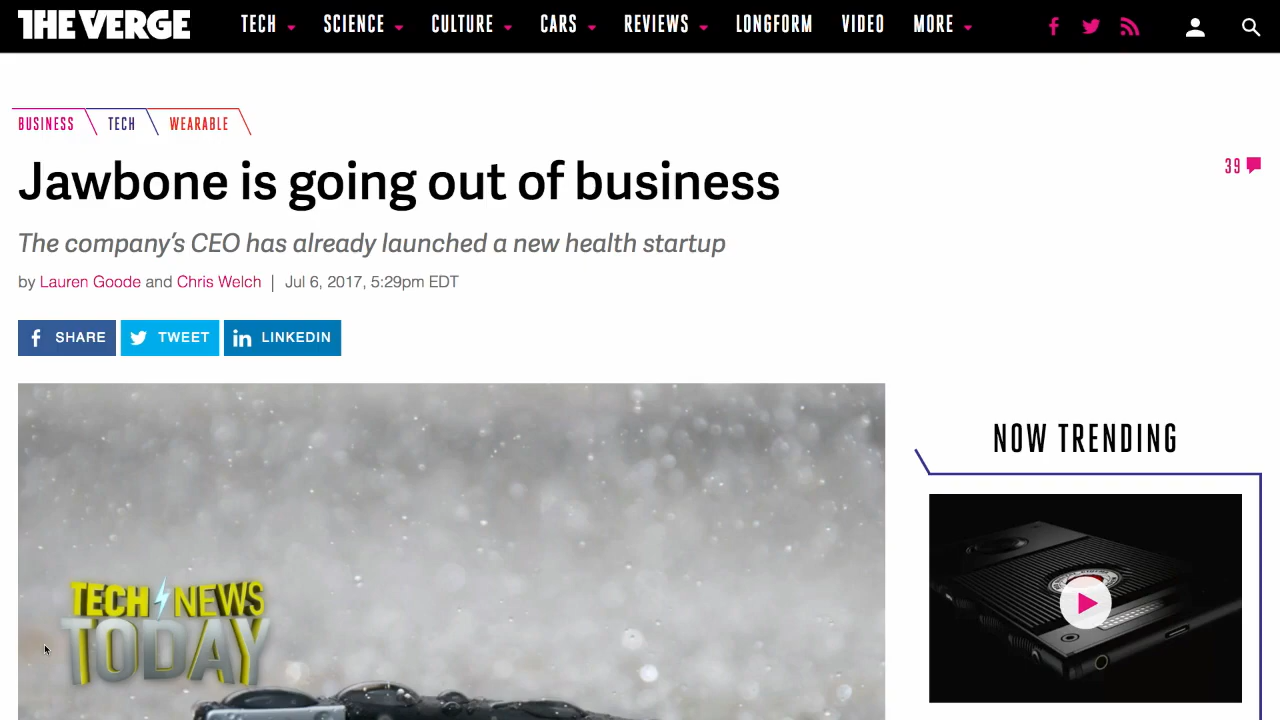 THE VERGE
TECH SCIENCE CULTURE CARS REVIEWS LONGFORM VIDEO MORE
BUSINESS TECH WEARABLE
Jawbone is going out of business
39
The company's CEO has already launched a new health startup
by Lauren Goode and Chris Welch | Jul 6, 2017, 5:29pm EDT
SHARE TWEET LINKEDIN
NOW TRENDING
TECH NEWS
TODAY